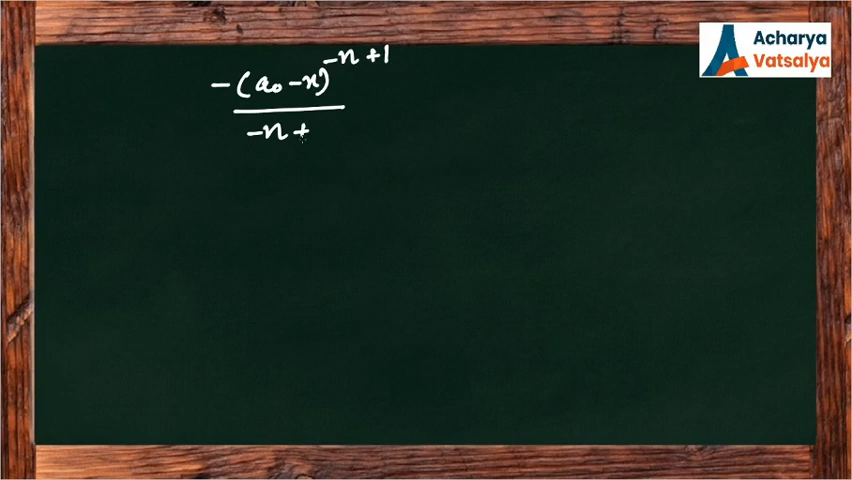 Acharya
Vatsalya
-(a₀ -x)^-n +1
-n +